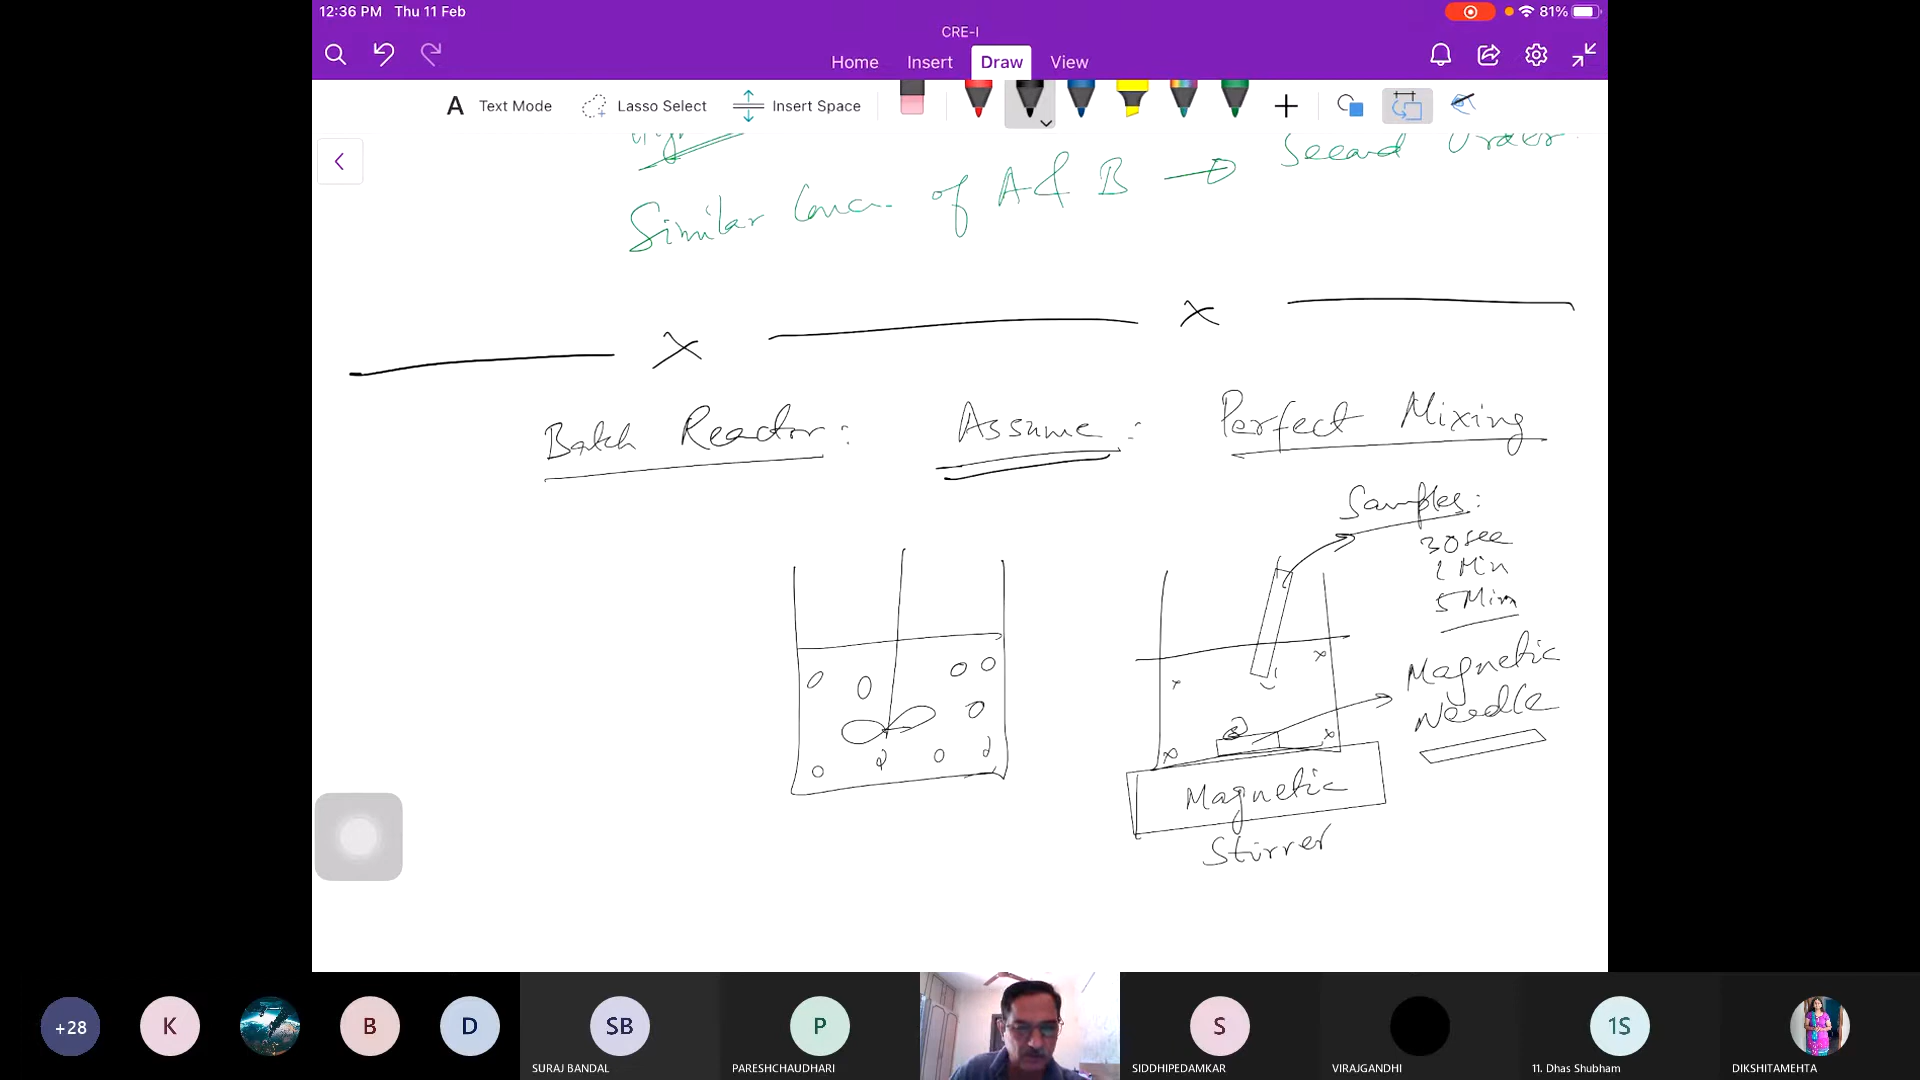 12:36 PM Thu 11 Feb
81%
CRE-I
Home Insert Draw View
A Text Mode Lasso Select Insert Space
Second Order
Similar Concn. of A & B →
x x
Batch Reactor: Assume: Perfect Mixing
Samples:
30 sec
1 Min
5 Min
Magnetic
Needle
Magnetic
Stirrer
+28 K B D SB P S 1S
SURAJ BANDAL PARESHCHAUDHARI SIDDHIPEDAMKAR VIRAJGANDHI 11. Dhas Shubham DIKSHITAMEHTA